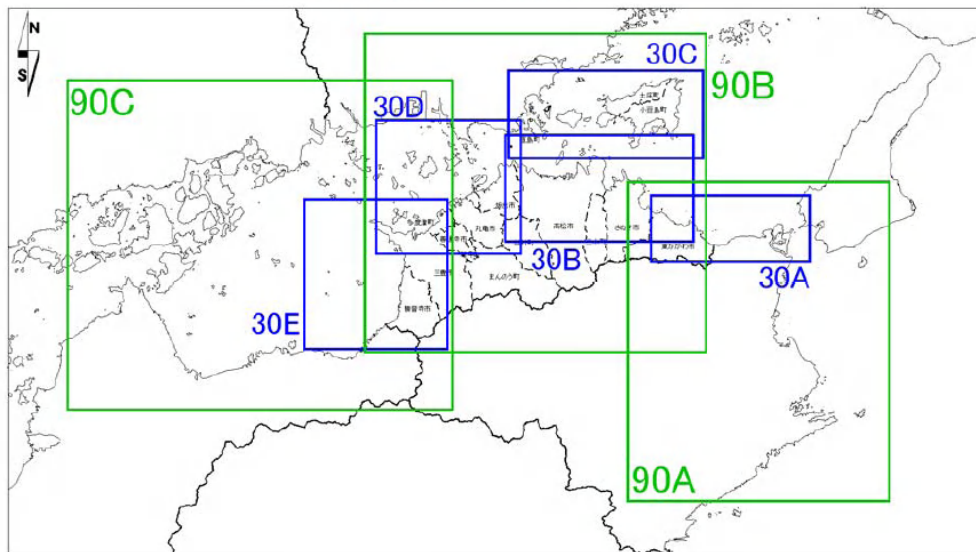 N
S
30C
90B
90C
30D
土庄町
小豆島町
直島町
坂出市
多度津町
丸亀市
高松市
善通寺市
さぬき市
東かがわ市
30B
三豊市
まんのう町
30A
観音寺市
30E
90A